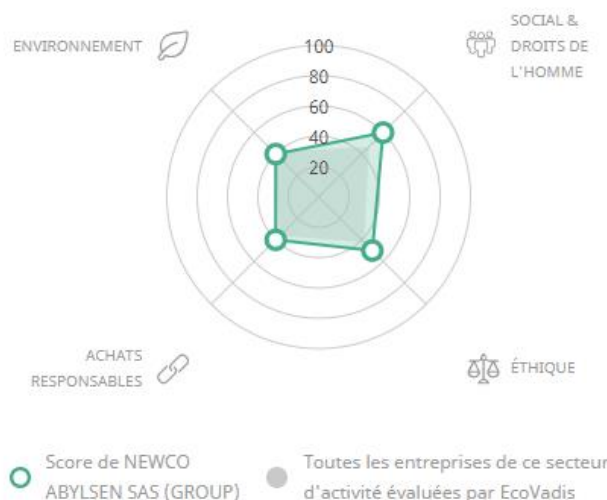 ENVIRONNEMENT
SOCIAL &
DROITS DE
L'HOMME
100
80
60
40
20
ACHATS
RESPONSABLES
ÉTHIQUE
Score de NEWCO
ABYLSEN SAS (GROUP)
Toutes les entreprises de ce secteur
d'activité évaluées par EcoVadis